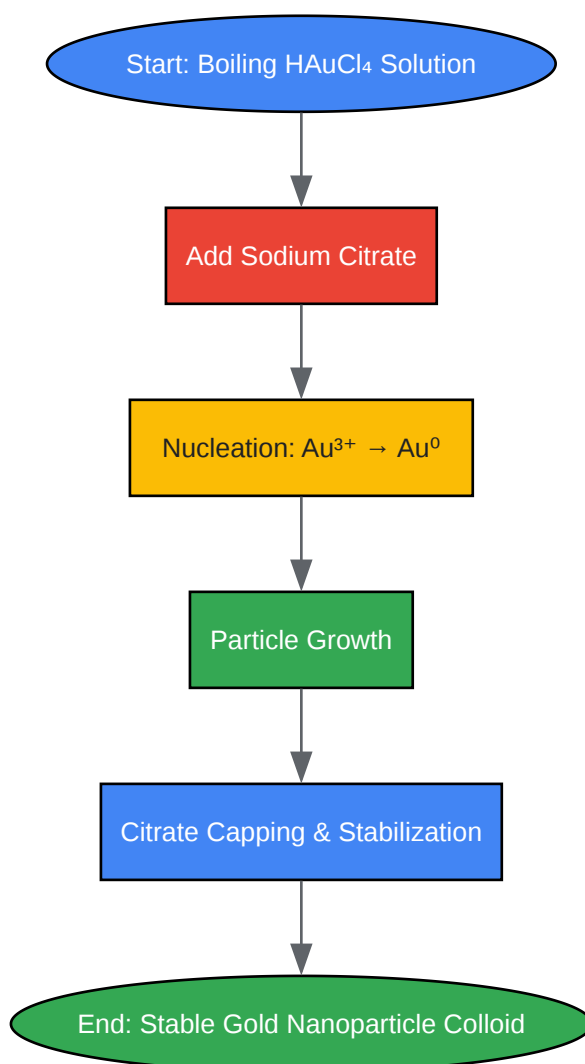 Start: Boiling HAuCl₄ Solution
Add Sodium Citrate
Nucleation: Au³⁺ → Au⁰
Particle Growth
Citrate Capping & Stabilization
End: Stable Gold Nanoparticle Colloid